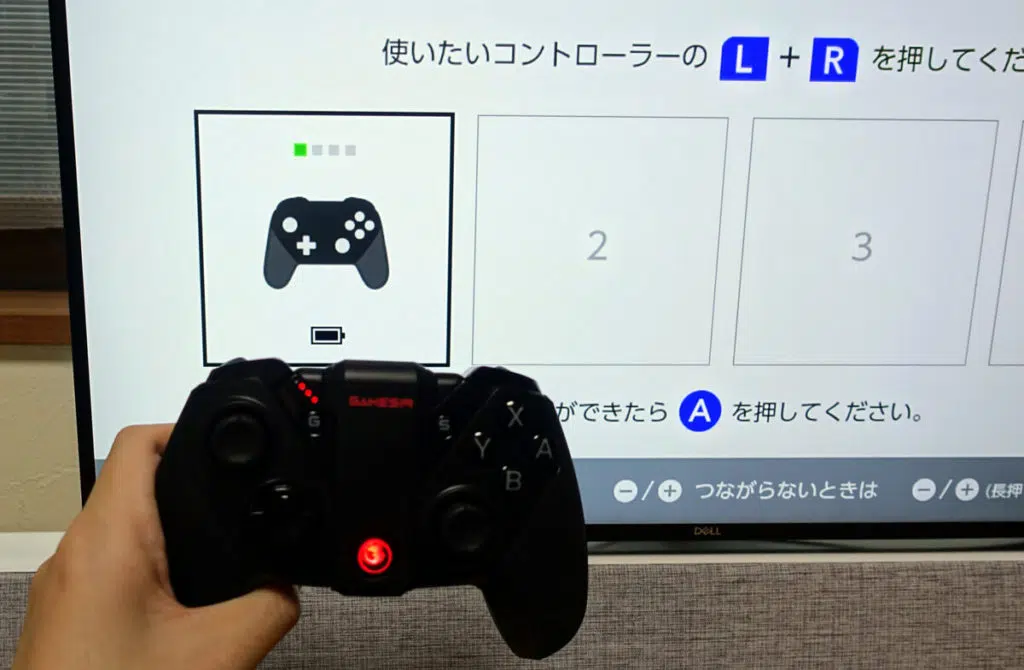 使いたいコントローラーの L + R を押してくだ
2
3
GAMESIR
G
S
X
Y
A
B
ができたら A を押してください。
−/+ つながらないときは −/+ (長押
DELL